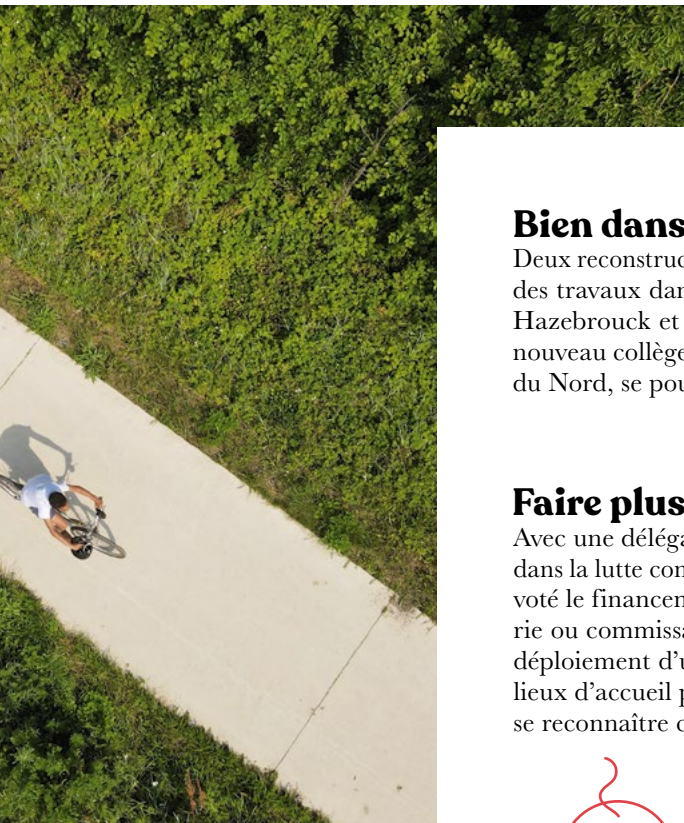 Bien dans
Deux reconstruc
des travaux dan
Hazebrouck et
nouveau collège
du Nord, se pou
Faire plus
Avec une déléga
dans la lutte con
voté le financem
rie ou commissa
déploiement d’u
lieux d’accueil p
se reconnaître d